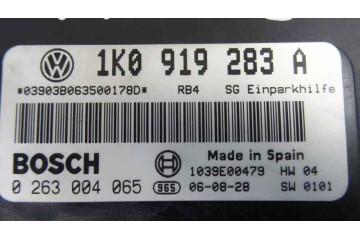 1K0 919 283 A
*03903B063500178D* RB4 SG Einparkhilfe
BOSCH Made in Spain
1039E00479 HW 04
0 263 004 065 965 06-08-28 SW 0101